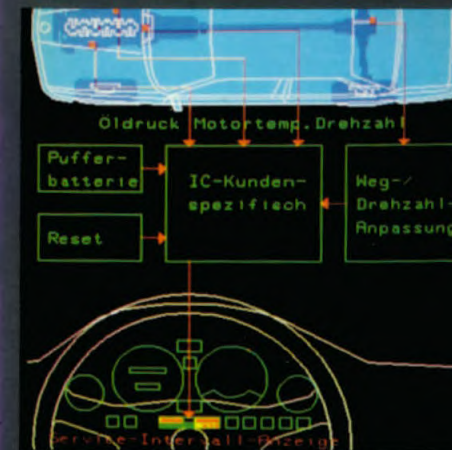 Öldruck Motortemp. Drehzahl
Puffer-
batterie
IC-Kunden-
spezifisch
Weg-/
Drehzahl-
Anpassung
Reset
Service-Intervall-Anzeige